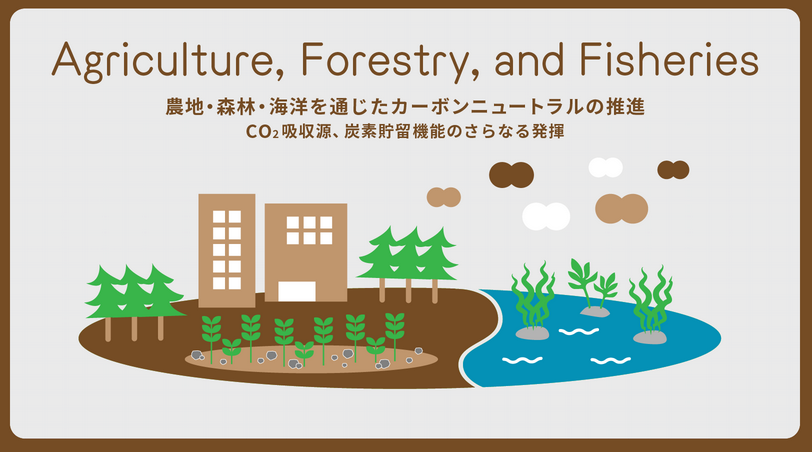 Agriculture, Forestry, and Fisheries
農地・森林・海洋を通じたカーボンニュートラルの推進
CO₂吸収源、炭素貯留機能のさらなる発揮